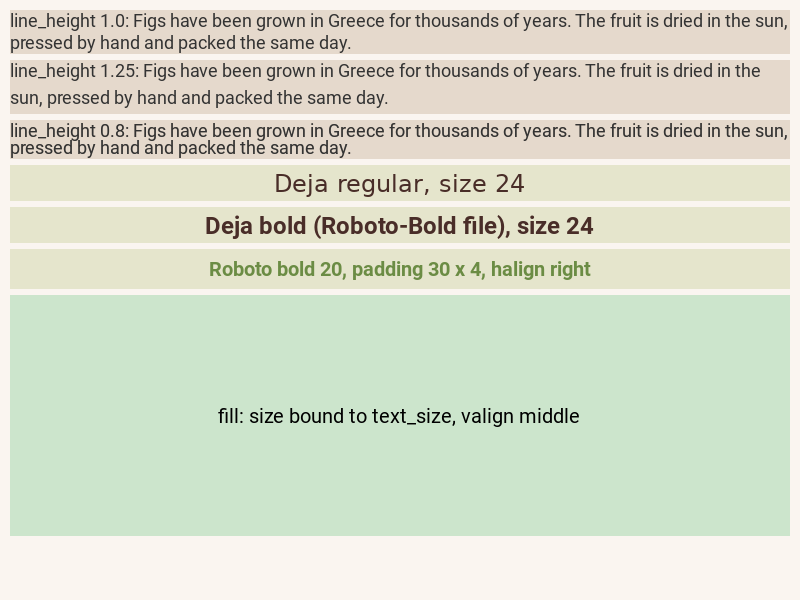 line_height 1.0: Figs have been grown in Greece for thousands of years. The fruit is dried in the sun,
pressed by hand and packed the same day.
line_height 1.25: Figs have been grown in Greece for thousands of years. The fruit is dried in the
sun, pressed by hand and packed the same day.
line_height 0.8: Figs have been grown in Greece for thousands of years. The fruit is dried in the sun,
pressed by hand and packed the same day.
Deja regular, size 24
Deja bold (Roboto-Bold file), size 24
Roboto bold 20, padding 30 x 4, halign right
fill: size bound to text_size, valign middle